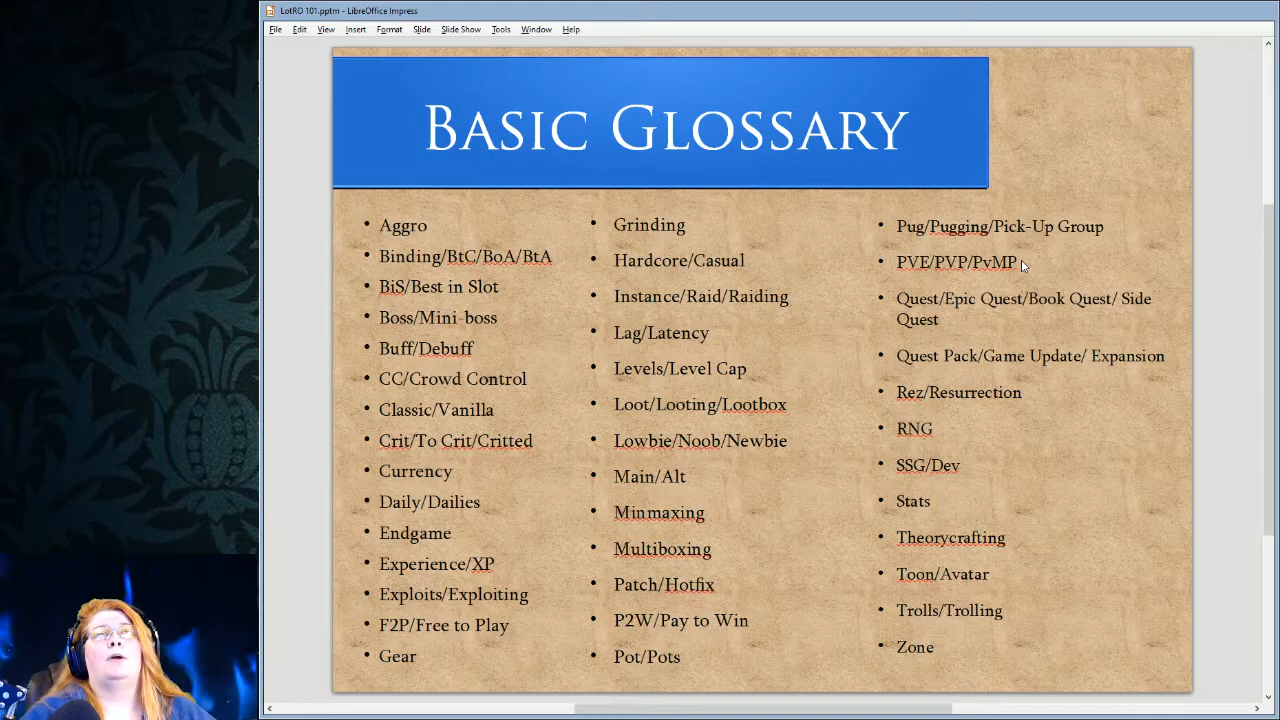 LotRO 101.pptm - LibreOffice Impress
File Edit View Insert Format Slide Slide Show Tools Window Help
Basic Glossary
• Aggro
• Binding/BtC/BoA/BtA
• BiS/Best in Slot
• Boss/Mini-boss
• Buff/Debuff
• CC/Crowd Control
• Classic/Vanilla
• Crit/To Crit/Critted
• Currency
• Daily/Dailies
• Endgame
• Experience/XP
• Exploits/Exploiting
• F2P/Free to Play
• Gear
• Grinding
• Hardcore/Casual
• Instance/Raid/Raiding
• Lag/Latency
• Levels/Level Cap
• Loot/Looting/Lootbox
• Lowbie/Noob/Newbie
• Main/Alt
• Minmaxing
• Multiboxing
• Patch/Hotfix
• P2W/Pay to Win
• Pot/Pots
• Pug/Pugging/Pick-Up Group
• PVE/PVP/PvMP
• Quest/Epic Quest/Book Quest/ Side
Quest
• Quest Pack/Game Update/ Expansion
• Rez/Resurrection
• RNG
• SSG/Dev
• Stats
• Theorycrafting
• Toon/Avatar
• Trolls/Trolling
• Zone